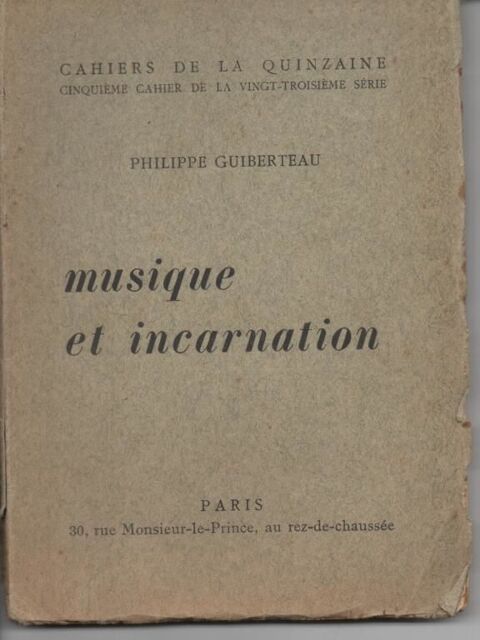 CAHIERS DE LA QUINZAINE
CINQUIÈME CAHIER DE LA VINGT-TROISIÈME SÉRIE
PHILIPPE GUIBERTEAU
musique
et incarnation
PARIS
30, rue Monsieur-le-Prince, au rez-de-chaussée